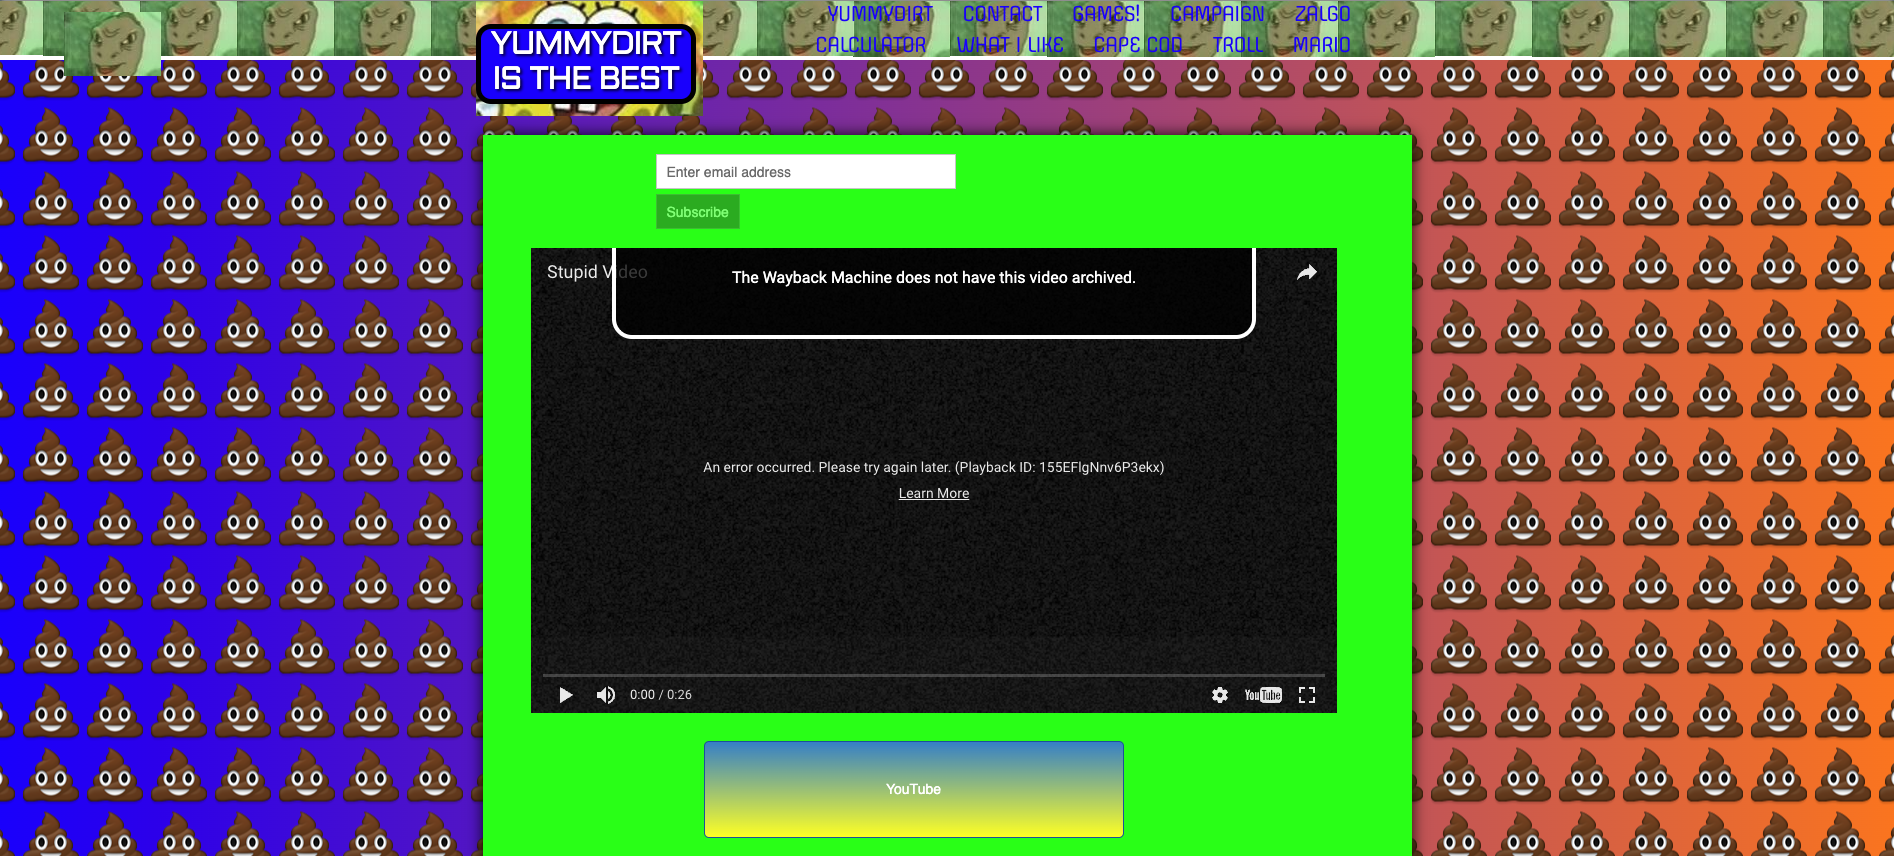 YUMMYDIRT CONTACT GAMES! CAMPAIGN ZALGO
CALCULATOR WHAT I LIKE CAPE COD TROLL MARIO
YUMMYDIRT
IS THE BEST
Enter email address
Subscribe
Stupid Video
The Wayback Machine does not have this video archived.
An error occurred. Please try again later. (Playback ID: 155EFlgNnv6P3ekx)
Learn More
0:00 / 0:26
YouTube
YouTube